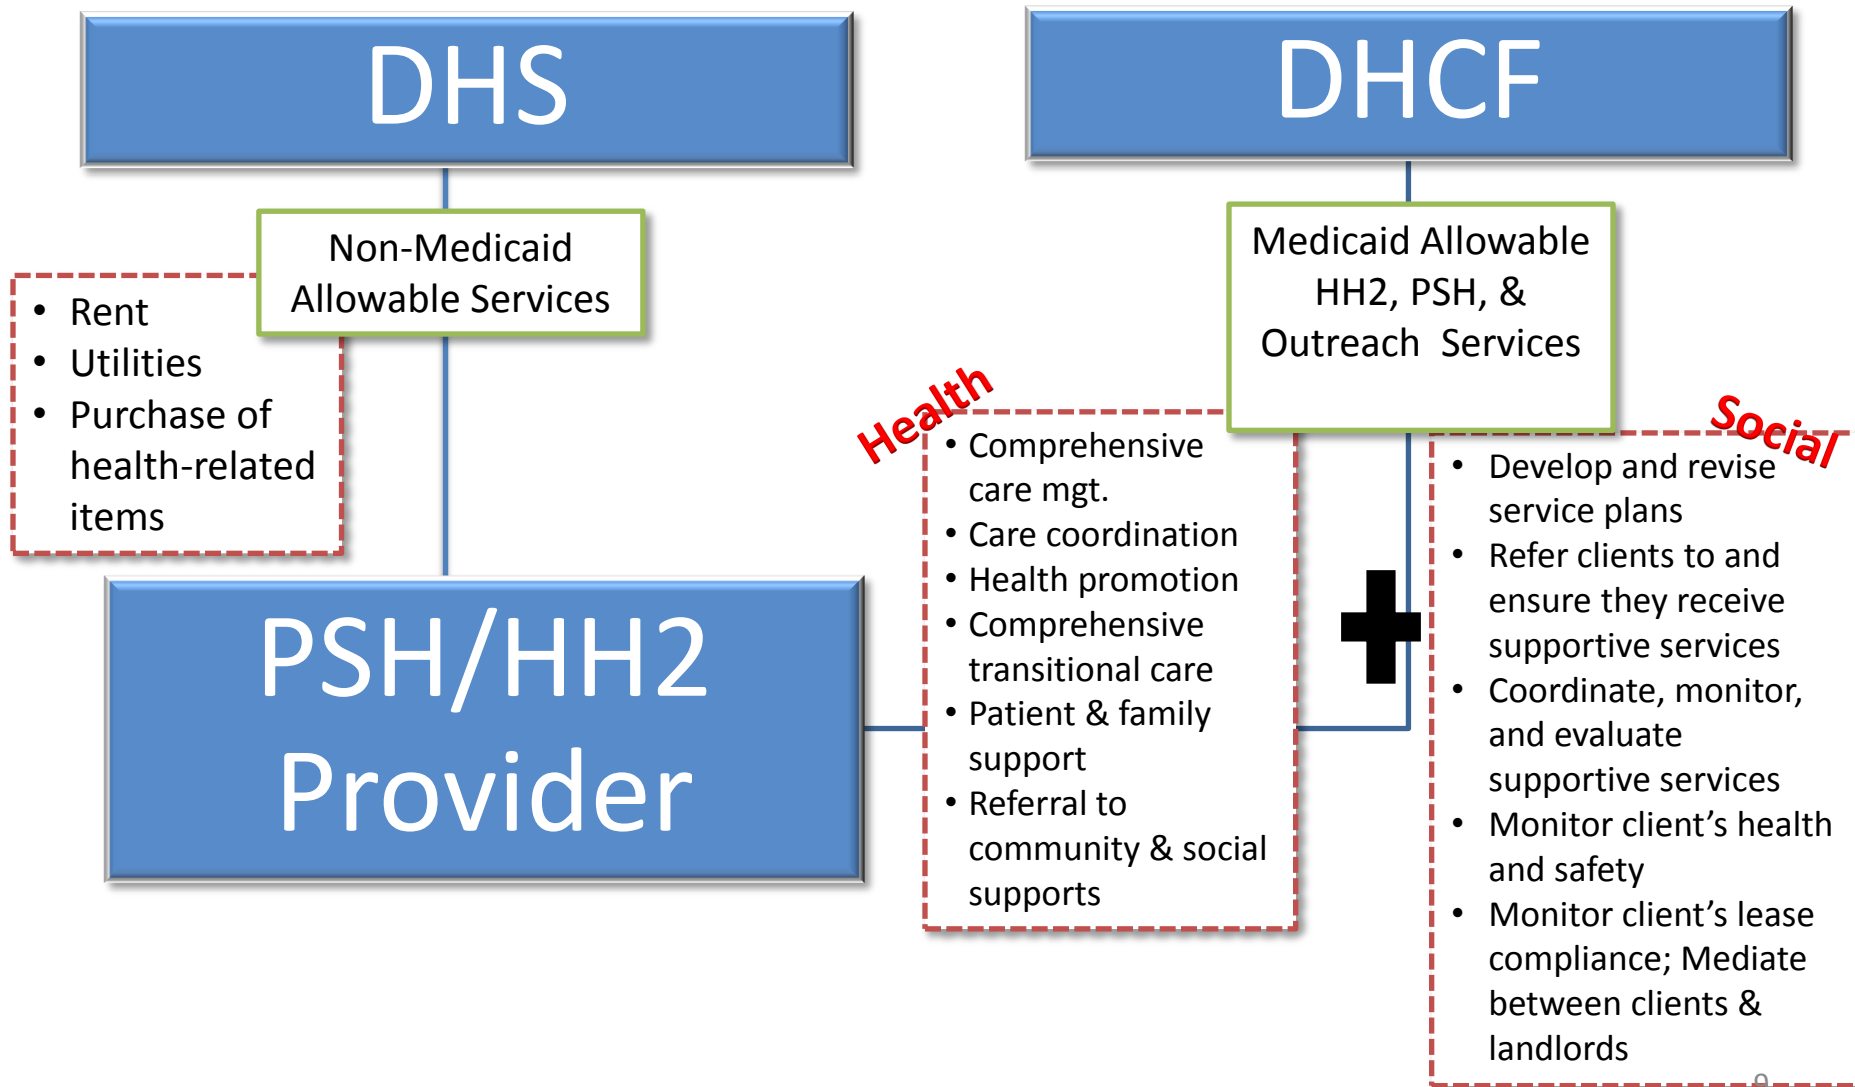 DHS
DHCF
Non-Medicaid
Allowable Services
• Rent
• Utilities
• Purchase of
health-related
items
Medicaid Allowable
HH2, PSH, &
Outreach Services
PSH/HH2
Provider
Health
• Comprehensive
care mgt.
• Care coordination
• Health promotion
• Comprehensive
transitional care
• Patient & family
support
• Referral to
community & social
supports
Social
• Develop and revise
service plans
• Refer clients to and
ensure they receive
supportive services
• Coordinate, monitor,
and evaluate
supportive services
• Monitor client's health
and safety
• Monitor client's lease
compliance; Mediate
between clients &
landlords
9